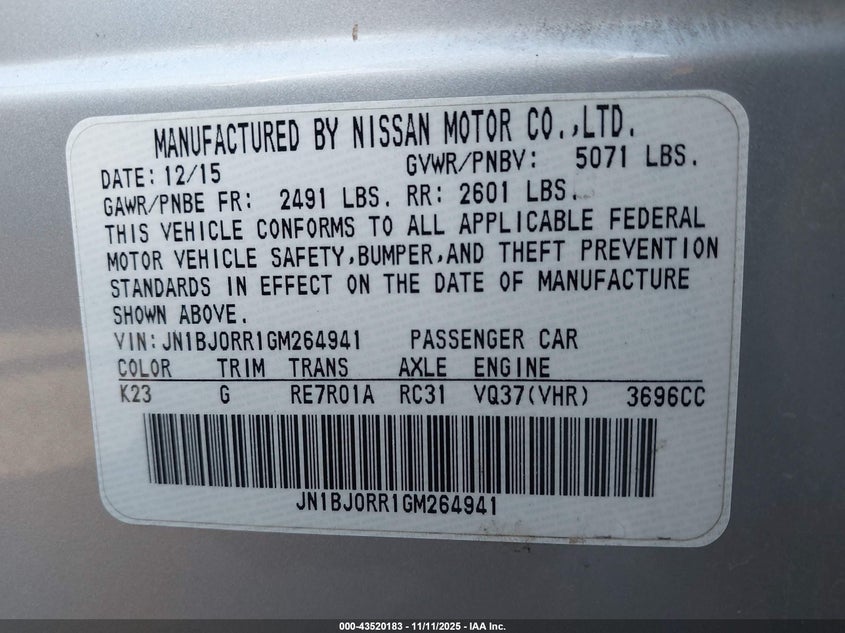 MANUFACTURED BY NISSAN MOTOR CO.,LTD.
DATE: 12/15 GVWR/PNBV: 5071 LBS.
GAWR/PNBE FR: 2491 LBS. RR: 2601 LBS.
THIS VEHICLE CONFORMS TO ALL APPLICABLE FEDERAL
MOTOR VEHICLE SAFETY,BUMPER,AND THEFT PREVENTION
STANDARDS IN EFFECT ON THE DATE OF MANUFACTURE
SHOWN ABOVE.
VIN: JN1BJ0RR1GM264941 PASSENGER CAR
COLOR TRIM TRANS AXLE ENGINE
K23 G RE7R01A RC31 VQ37(VHR) 3696CC
JN1BJ0RR1GM264941
000-43520183 - 11/11/2025 - IAA Inc.